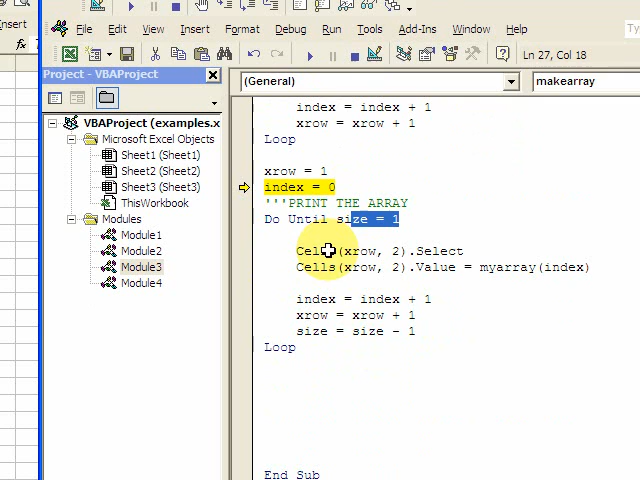 Insert
File Edit View Insert Format Debug Run Tools Add-Ins Window Help
Ln 27, Col 18
Project - VBAProject
(General) makearray
VBAProject (examples.x
Microsoft Excel Objects
Sheet1 (Sheet1)
Sheet2 (Sheet2)
Sheet3 (Sheet3)
ThisWorkbook
Modules
Module1
Module2
Module3
Module4
index = index + 1
xrow = xrow + 1
Loop
xrow = 1
index = 0
'''PRINT THE ARRAY
Do Until size = 1
Cells(xrow, 2).Select
Cells(xrow, 2).Value = myarray(index)
index = index + 1
xrow = xrow + 1
size = size - 1
Loop
End Sub